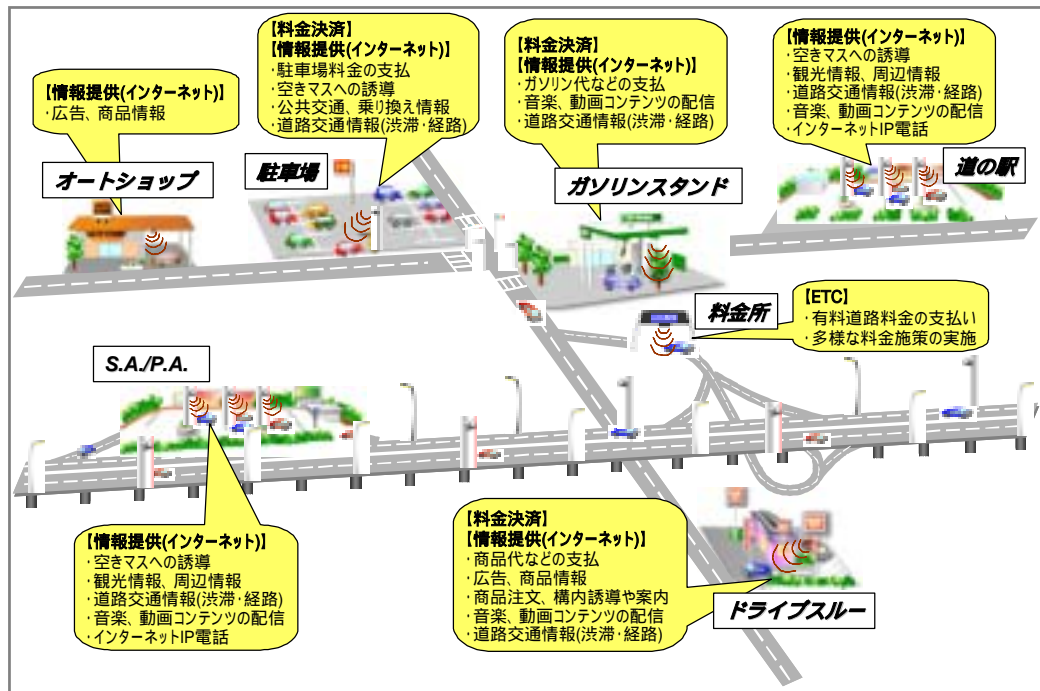 【情報提供(インターネット)】
・広告、商品情報
オートショップ
【料金決済】
【情報提供(インターネット)】
・駐車場料金の支払
・空きマスへの誘導
・公共交通、乗り換え情報
・道路交通情報(渋滞・経路)
駐車場
【料金決済】
【情報提供(インターネット)】
・ガソリン代などの支払
・音楽、動画コンテンツの配信
・道路交通情報(渋滞・経路)
ガソリンスタンド
【情報提供(インターネット)】
・空きマスへの誘導
・観光情報、周辺情報
・道路交通情報(渋滞・経路)
・音楽、動画コンテンツの配信
・インターネットIP電話
道の駅
【ETC】
・有料道路料金の支払い
・多様な料金施策の実施
料金所
S.A./P.A.
【情報提供(インターネット)】
・空きマスへの誘導
・観光情報、周辺情報
・道路交通情報(渋滞・経路)
・音楽、動画コンテンツの配信
・インターネットIP電話
【料金決済】
【情報提供(インターネット)】
・商品代などの支払
・広告、商品情報
・商品注文、構内誘導や案内
・音楽、動画コンテンツの配信
・道路交通情報(渋滞・経路)
ドライブスルー